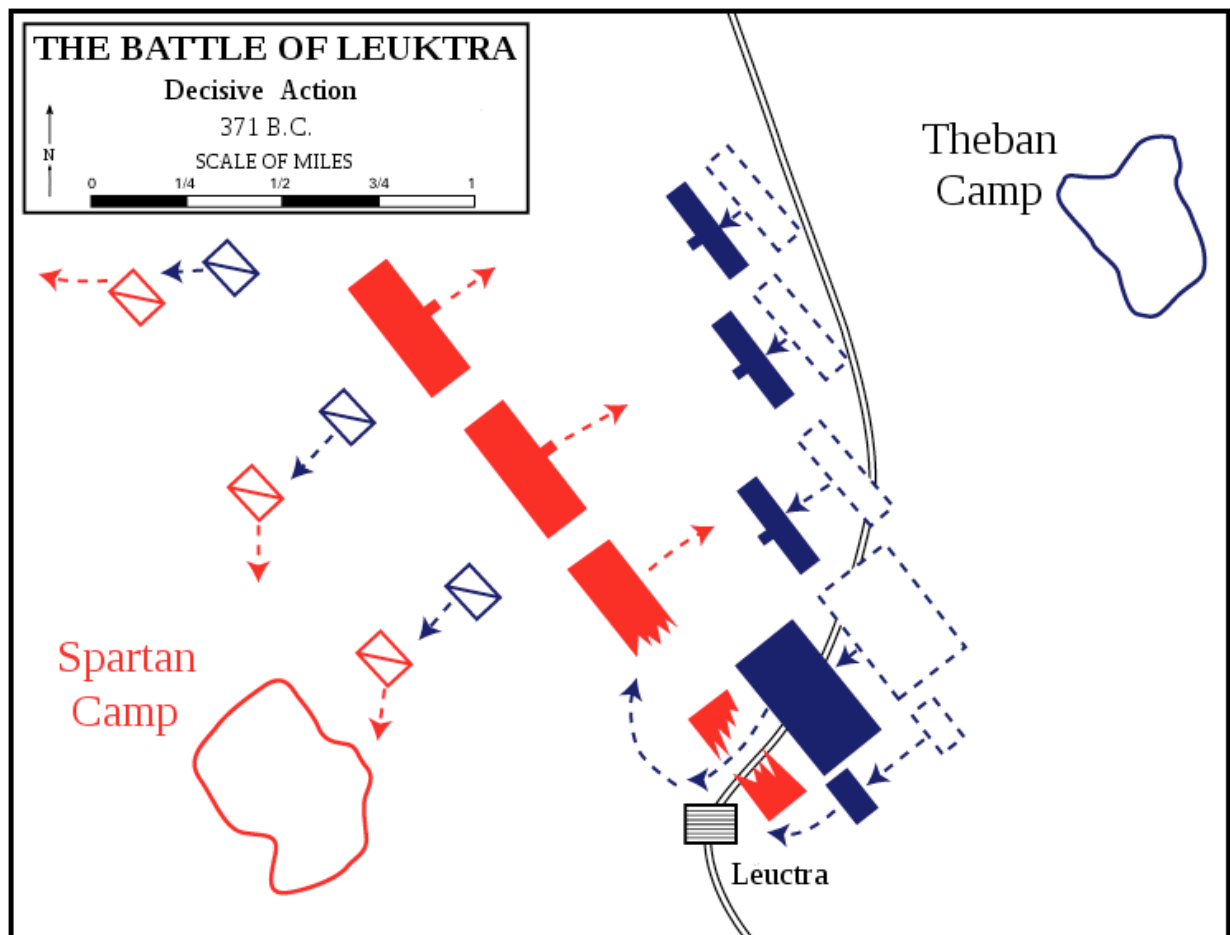 THE BATTLE OF LEUKTRA
Decisive Action
371 B.C.
SCALE OF MILES
N
0 1/4 1/2 3/4 1
Theban
Camp
Spartan
Camp
Leuctra